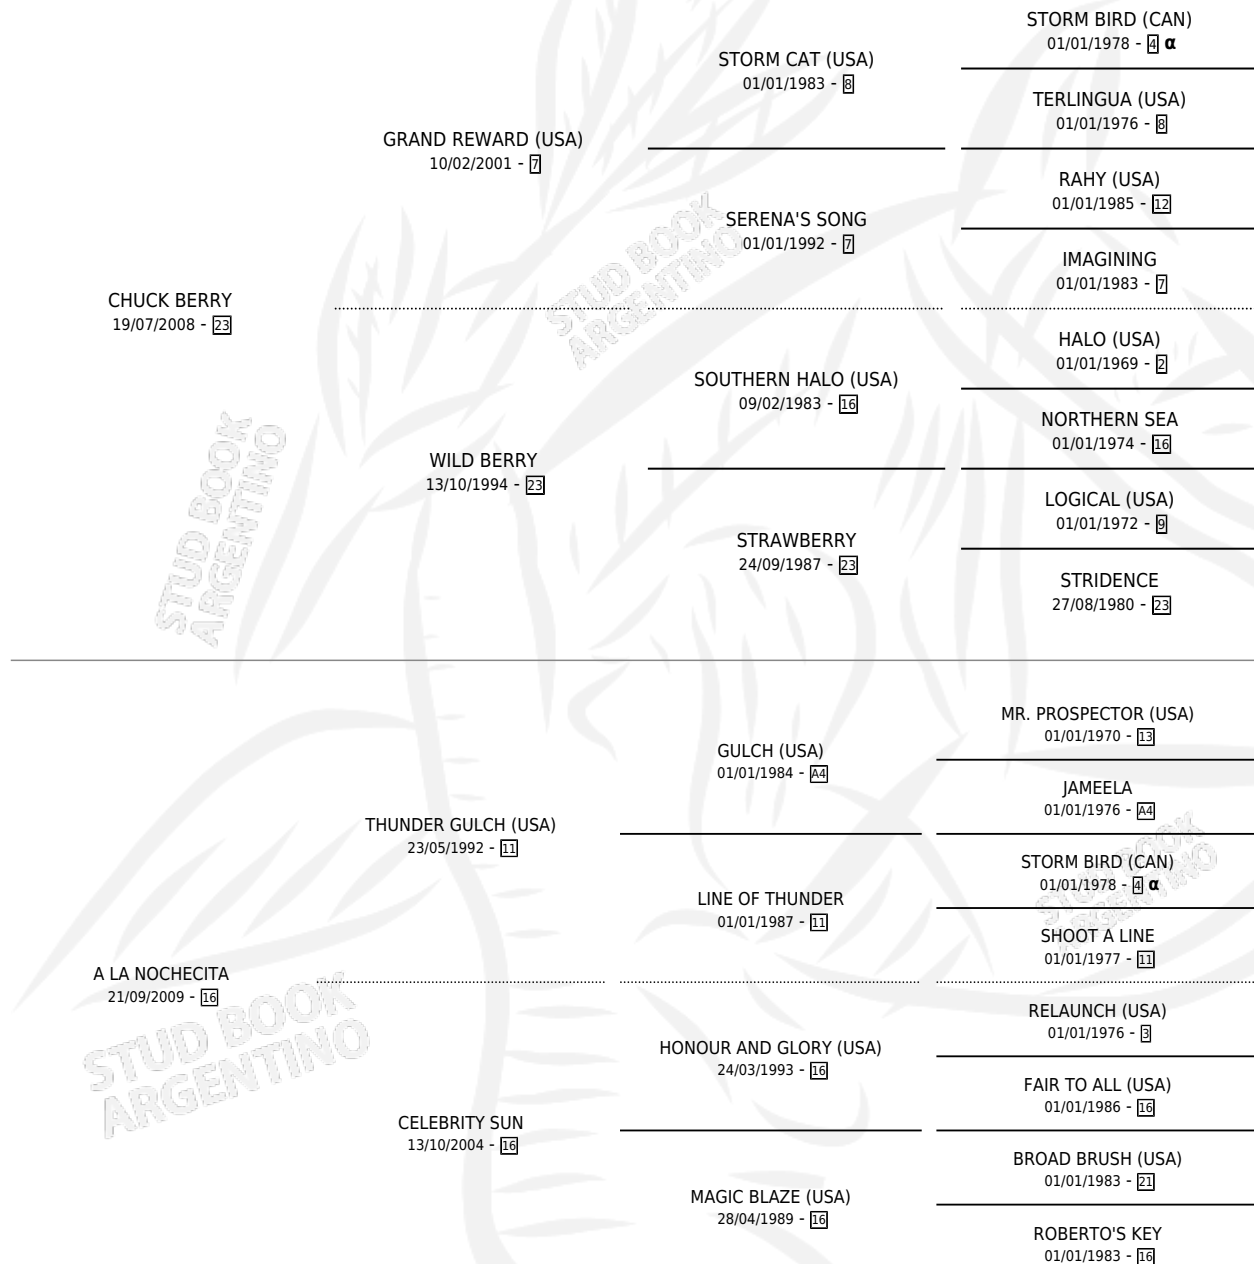 STORM BIRD (CAN)
01/01/1978 - 4 α
STORM CAT (USA)
01/01/1983 - 8
TERLINGUA (USA)
01/01/1976 - 8
GRAND REWARD (USA)
10/02/2001 - 7
RAHY (USA)
01/01/1985 - 12
SERENA'S SONG
01/01/1992 - 7
IMAGINING
01/01/1983 - 7
CHUCK BERRY
19/07/2008 - 23
HALO (USA)
01/01/1969 - 2
SOUTHERN HALO (USA)
09/02/1983 - 16
NORTHERN SEA
01/01/1974 - 16
WILD BERRY
13/10/1994 - 23
LOGICAL (USA)
01/01/1972 - 9
STRAWBERRY
24/09/1987 - 23
STRIDENCE
27/08/1980 - 23
MR. PROSPECTOR (USA)
01/01/1970 - 13
GULCH (USA)
01/01/1984 - A4
JAMEELA
01/01/1976 - A4
THUNDER GULCH (USA)
23/05/1992 - 11
STORM BIRD (CAN)
01/01/1978 - 4 α
LINE OF THUNDER
01/01/1987 - 11
SHOOT A LINE
01/01/1977 - 11
A LA NOCHECITA
21/09/2009 - 16
RELAUNCH (USA)
01/01/1976 - 3
HONOUR AND GLORY (USA)
24/03/1993 - 16
FAIR TO ALL (USA)
01/01/1986 - 16
CELEBRITY SUN
13/10/2004 - 16
BROAD BRUSH (USA)
01/01/1983 - 21
MAGIC BLAZE (USA)
28/04/1989 - 16
ROBERTO'S KEY
01/01/1983 - 16
STUD BOOK
ARGENTINO
STUD BOOK
ARGENTINO
STUD BOOK
ARGENTINO
STUD BOOK
ARGENTINO